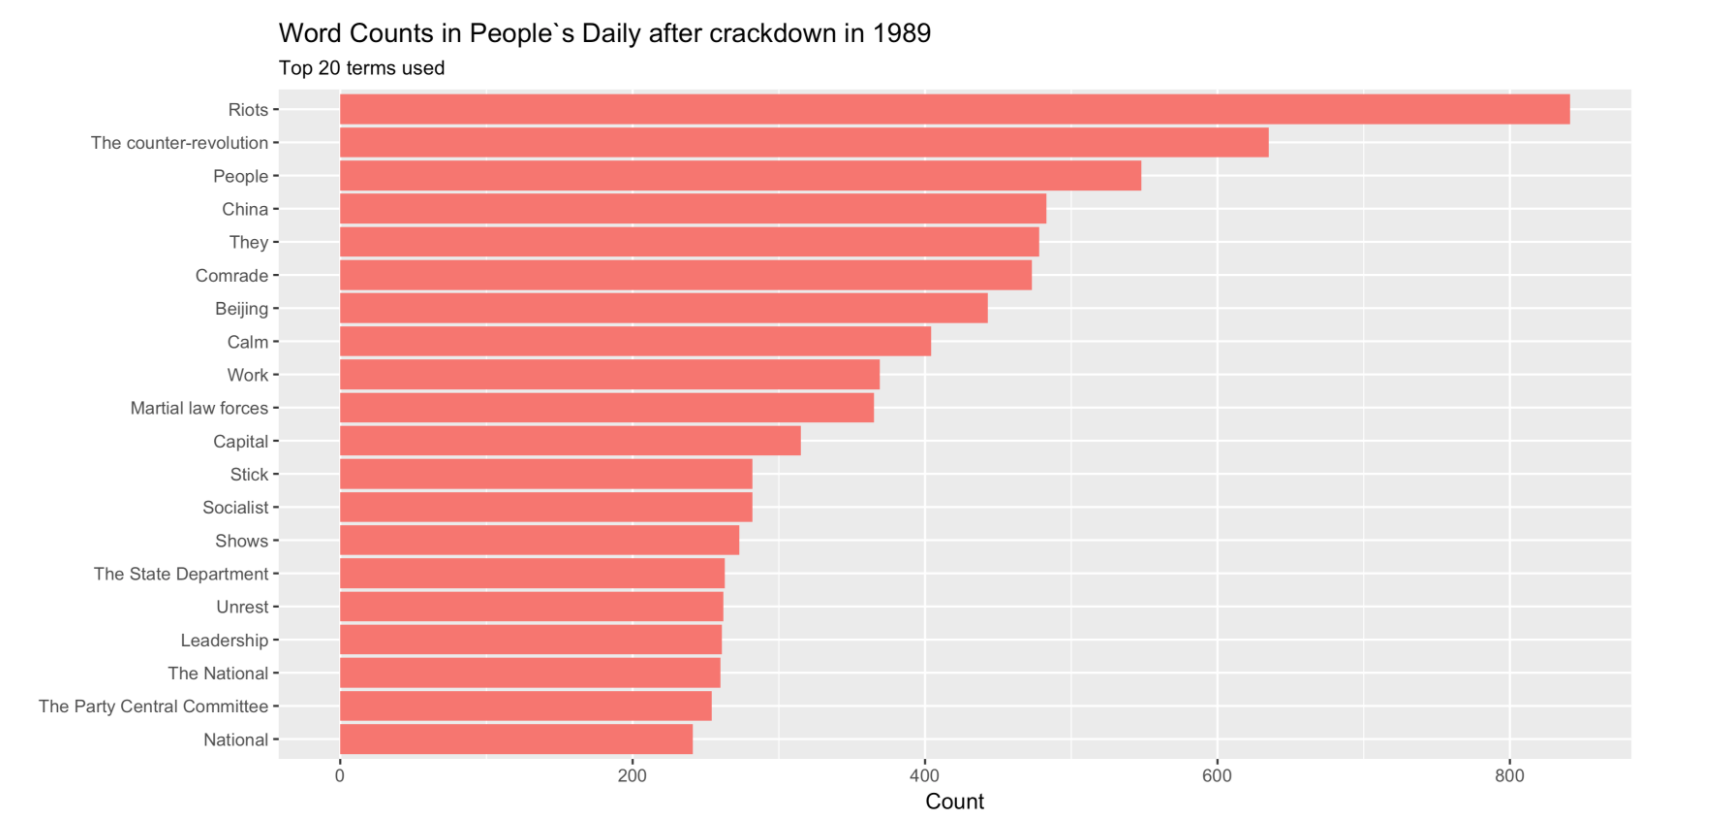 Word Counts in People`s Daily after crackdown in 1989
Top 20 terms used
Riots
The counter-revolution
People
China
They
Comrade
Beijing
Calm
Work
Martial law forces
Capital
Stick
Socialist
Shows
The State Department
Unrest
Leadership
The National
The Party Central Committee
National
0 200 400 600 800
Count